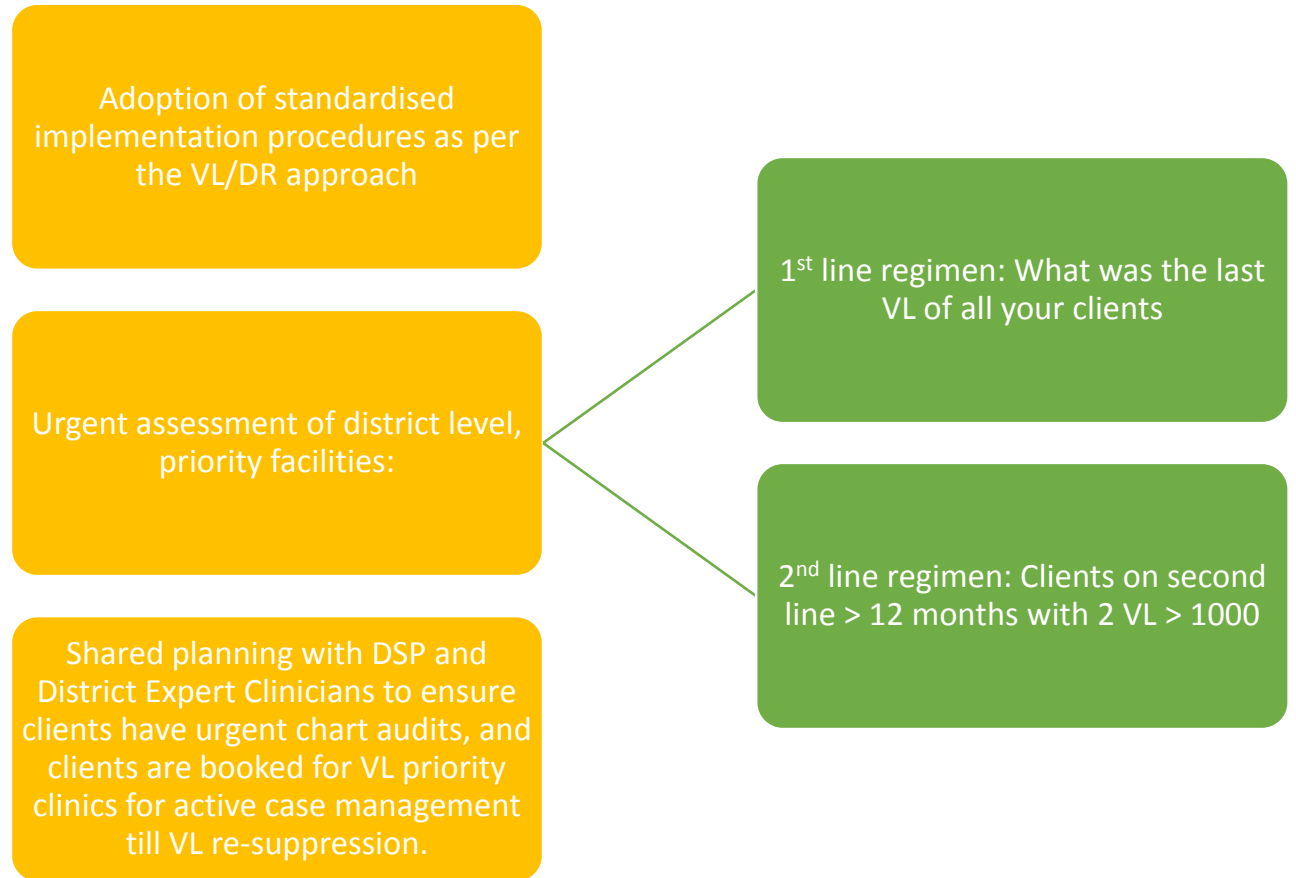 Adoption of standardised
implementation procedures as per
the VL/DR approach
Urgent assessment of district level,
priority facilities:
Shared planning with DSP and
District Expert Clinicians to ensure
clients have urgent chart audits, and
clients are booked for VL priority
clinics for active case management
till VL re-suppression.
1st line regimen: What was the last
VL of all your clients
2nd line regimen: Clients on second
line > 12 months with 2 VL > 1000